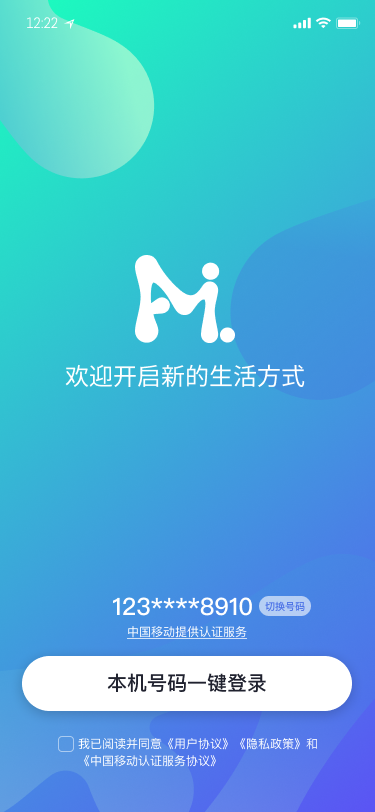 12:22
欢迎开启新的生活方式
123****8910 切换号码
中国移动提供认证服务
本机号码一键登录
我已阅读并同意《用户协议》《隐私政策》和
《中国移动认证服务协议》